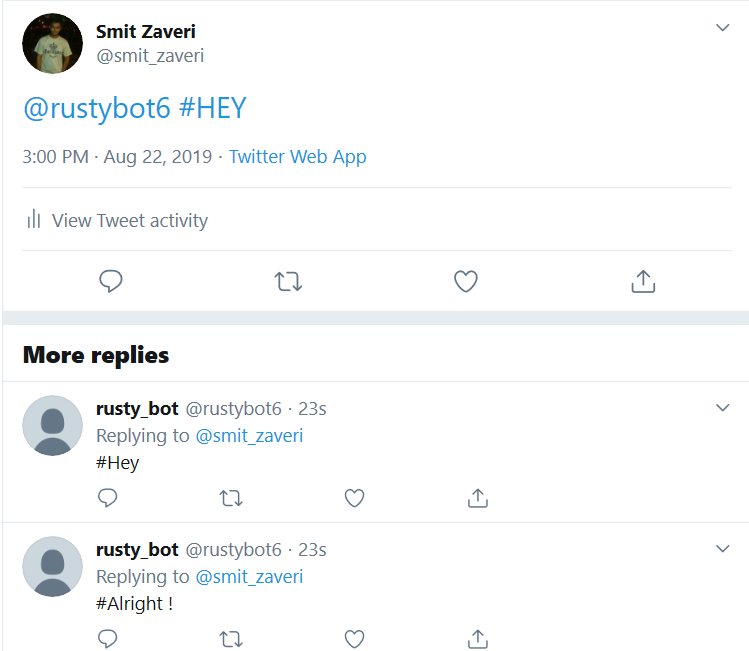 Smit Zaveri
@smit_zaveri
@rustybot6 #HEY
3:00 PM · Aug 22, 2019 · Twitter Web App
View Tweet activity
More replies
rusty_bot @rustybot6 · 23s
Replying to @smit_zaveri
#Hey
rusty_bot @rustybot6 · 23s
Replying to @smit_zaveri
#Alright !